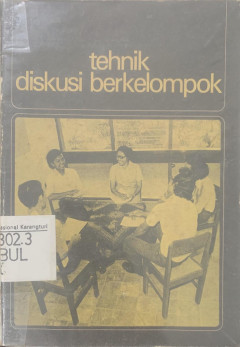 tehnik
diskusi berkelompok
302.3
BUL